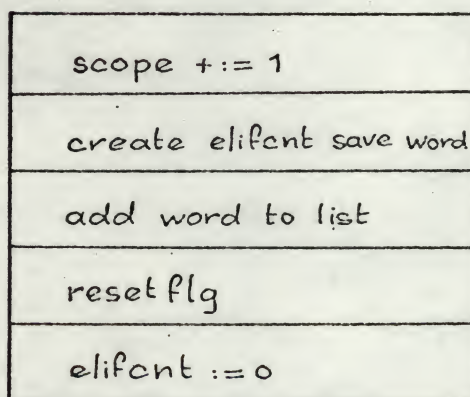 scope + := 1
create elifcnt save word
add word to list
reset flg
elifcnt := 0